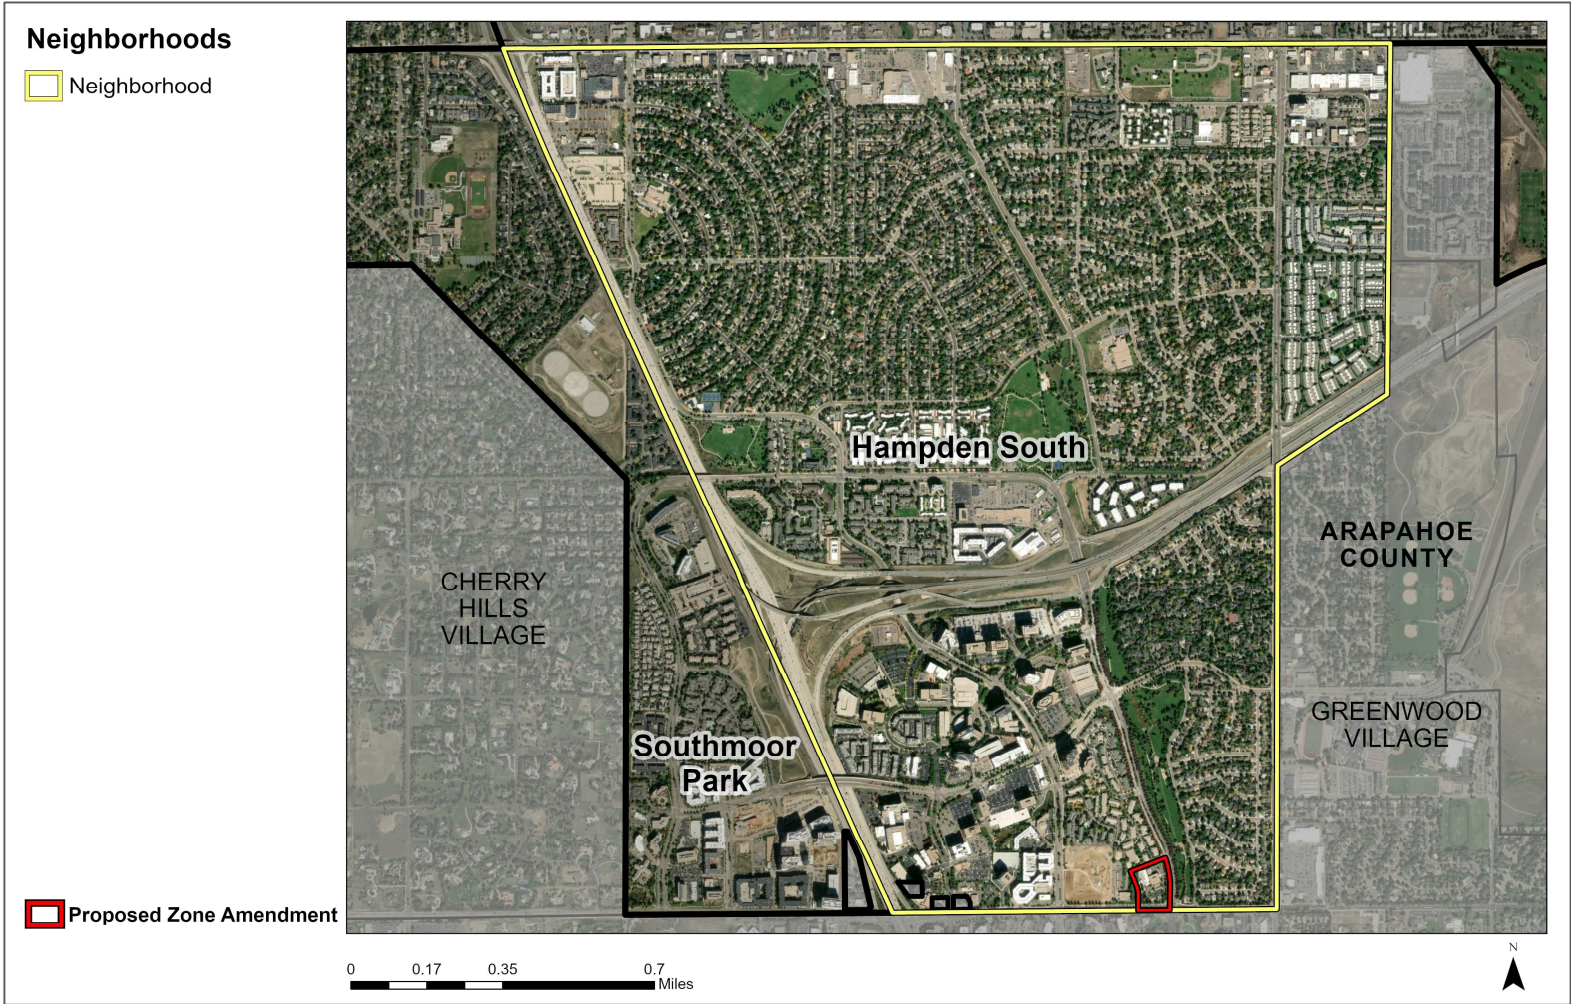 Neighborhoods
Neighborhood
Hampden South
ARAPAHOE
COUNTY
CHERRY
HILLS
VILLAGE
GREENWOOD
VILLAGE
Southmoor
Park
Proposed Zone Amendment
N
0 0.17 0.35 0.7
Miles